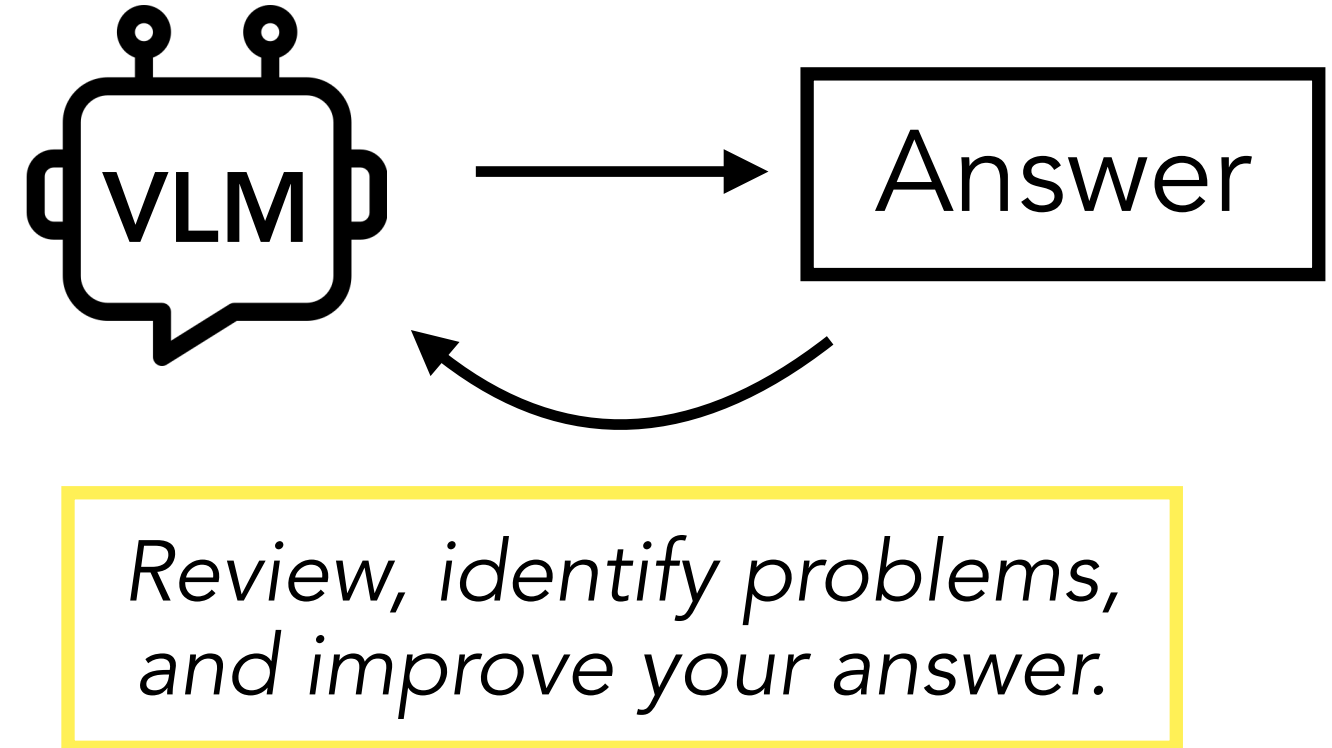 VLM
Answer
Review, identify problems,
and improve your answer.